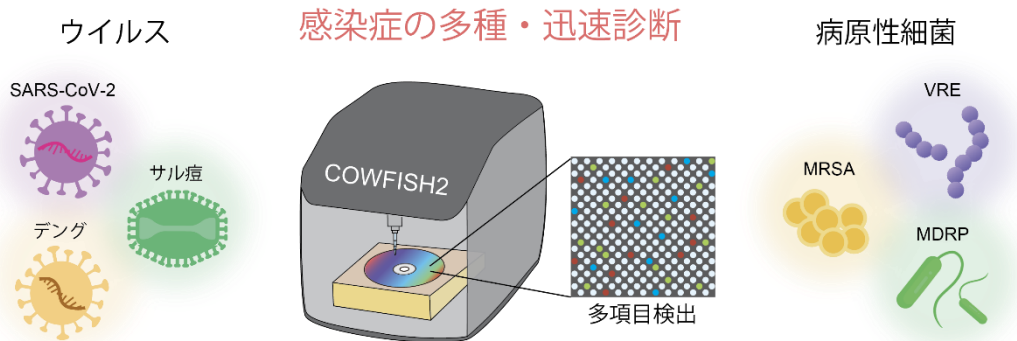 感染症の多種・迅速診断
ウイルス
SARS-CoV-2
サル痘
デング
COWFISH2
多項目検出
病原性細菌
VRE
MRSA
MDRP